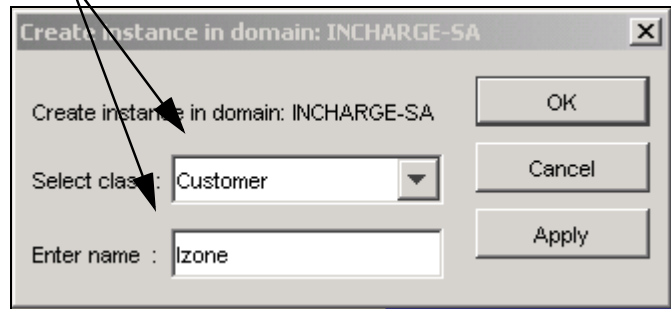 Create instance in domain: INCHARGE-SA
Create instance in domain: INCHARGE-SA
OK
Select class : Customer
Cancel
Enter name : Izone
Apply